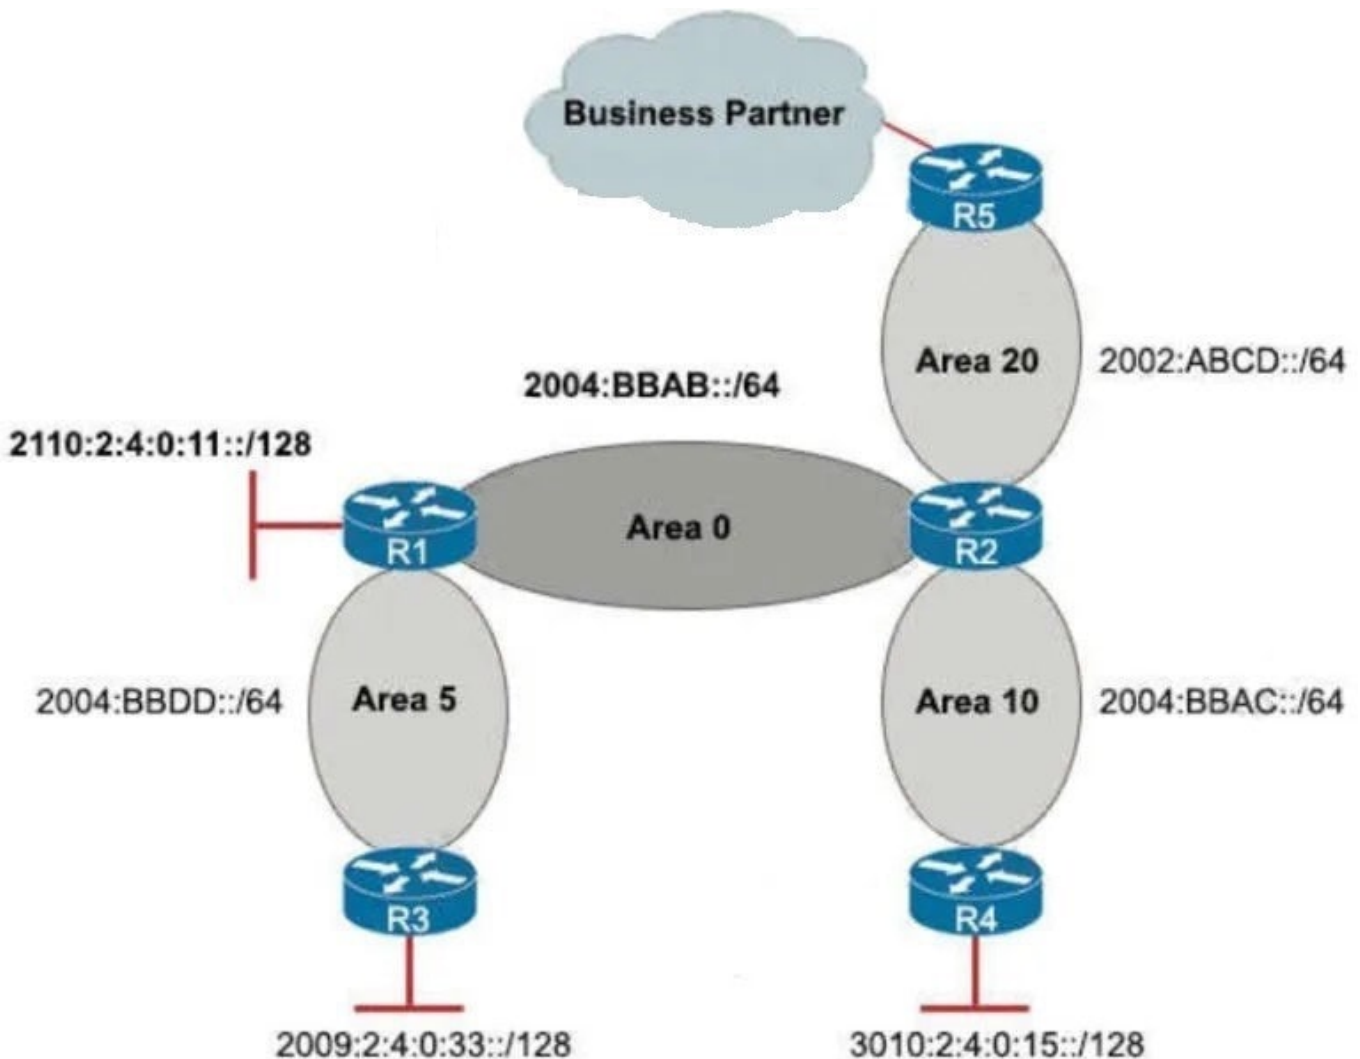 Business Partner
R5
Area 20
2002:ABCD::/64
2004:BBAB::/64
2110:2:4:0:11::/128
R1
Area 0
R2
2004:BBDD::/64
Area 5
Area 10
2004:BBAC::/64
R3
R4
2009:2:4:0:33::/128
3010:2:4:0:15::/128